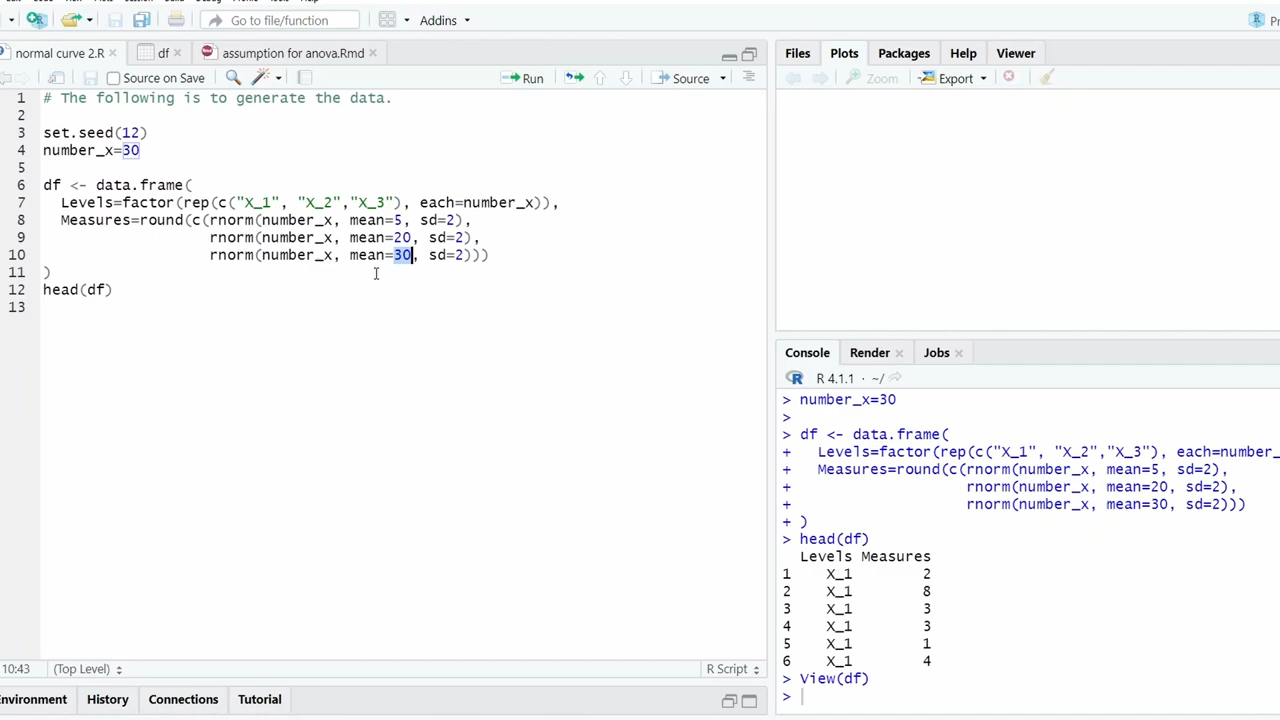 Go to file/function
Addins
normal curve 2.R
df
assumption for anova.Rmd
Source on Save
Run
Source
1 # The following is to generate the data.
2
3 set.seed(12)
4 number_x=30
5
6 df <- data.frame(
7 Levels=factor(rep(c("X_1", "X_2","X_3"), each=number_x)),
8 Measures=round(c(rnorm(number_x, mean=5, sd=2),
9 rnorm(number_x, mean=20, sd=2),
10 rnorm(number_x, mean=30, sd=2)))
11 )
12 head(df)
13
10:43 (Top Level) R Script
Environment History Connections Tutorial
Files Plots Packages Help Viewer
Zoom Export
Console Render Jobs
R 4.1.1 · ~/
> number_x=30
>
> df <- data.frame(
+ Levels=factor(rep(c("X_1", "X_2","X_3"), each=number_
+ Measures=round(c(rnorm(number_x, mean=5, sd=2),
+ rnorm(number_x, mean=20, sd=2),
+ rnorm(number_x, mean=30, sd=2)))
+ )
> head(df)
Levels Measures
1 X_1 2
2 X_1 8
3 X_1 3
4 X_1 3
5 X_1 1
6 X_1 4
> View(df)
>